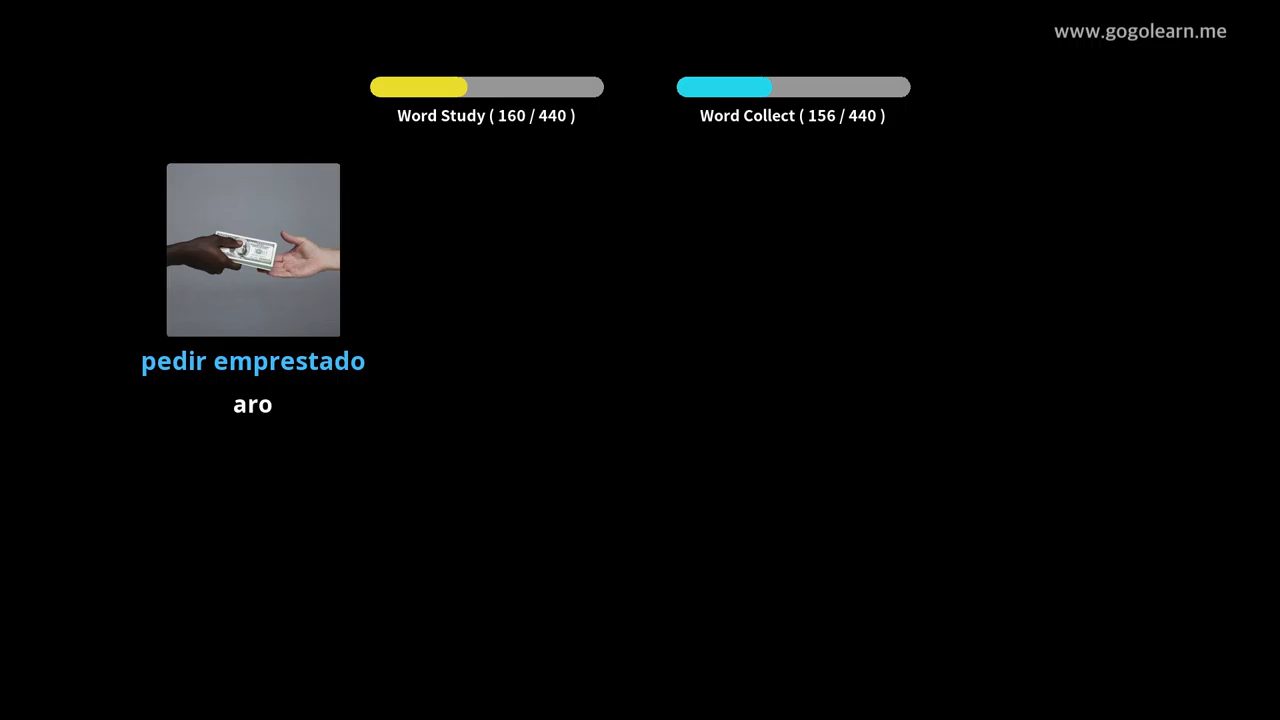 www.gogolearn.me
Word Study ( 160 / 440 )
Word Collect ( 156 / 440 )
pedir emprestado
aro